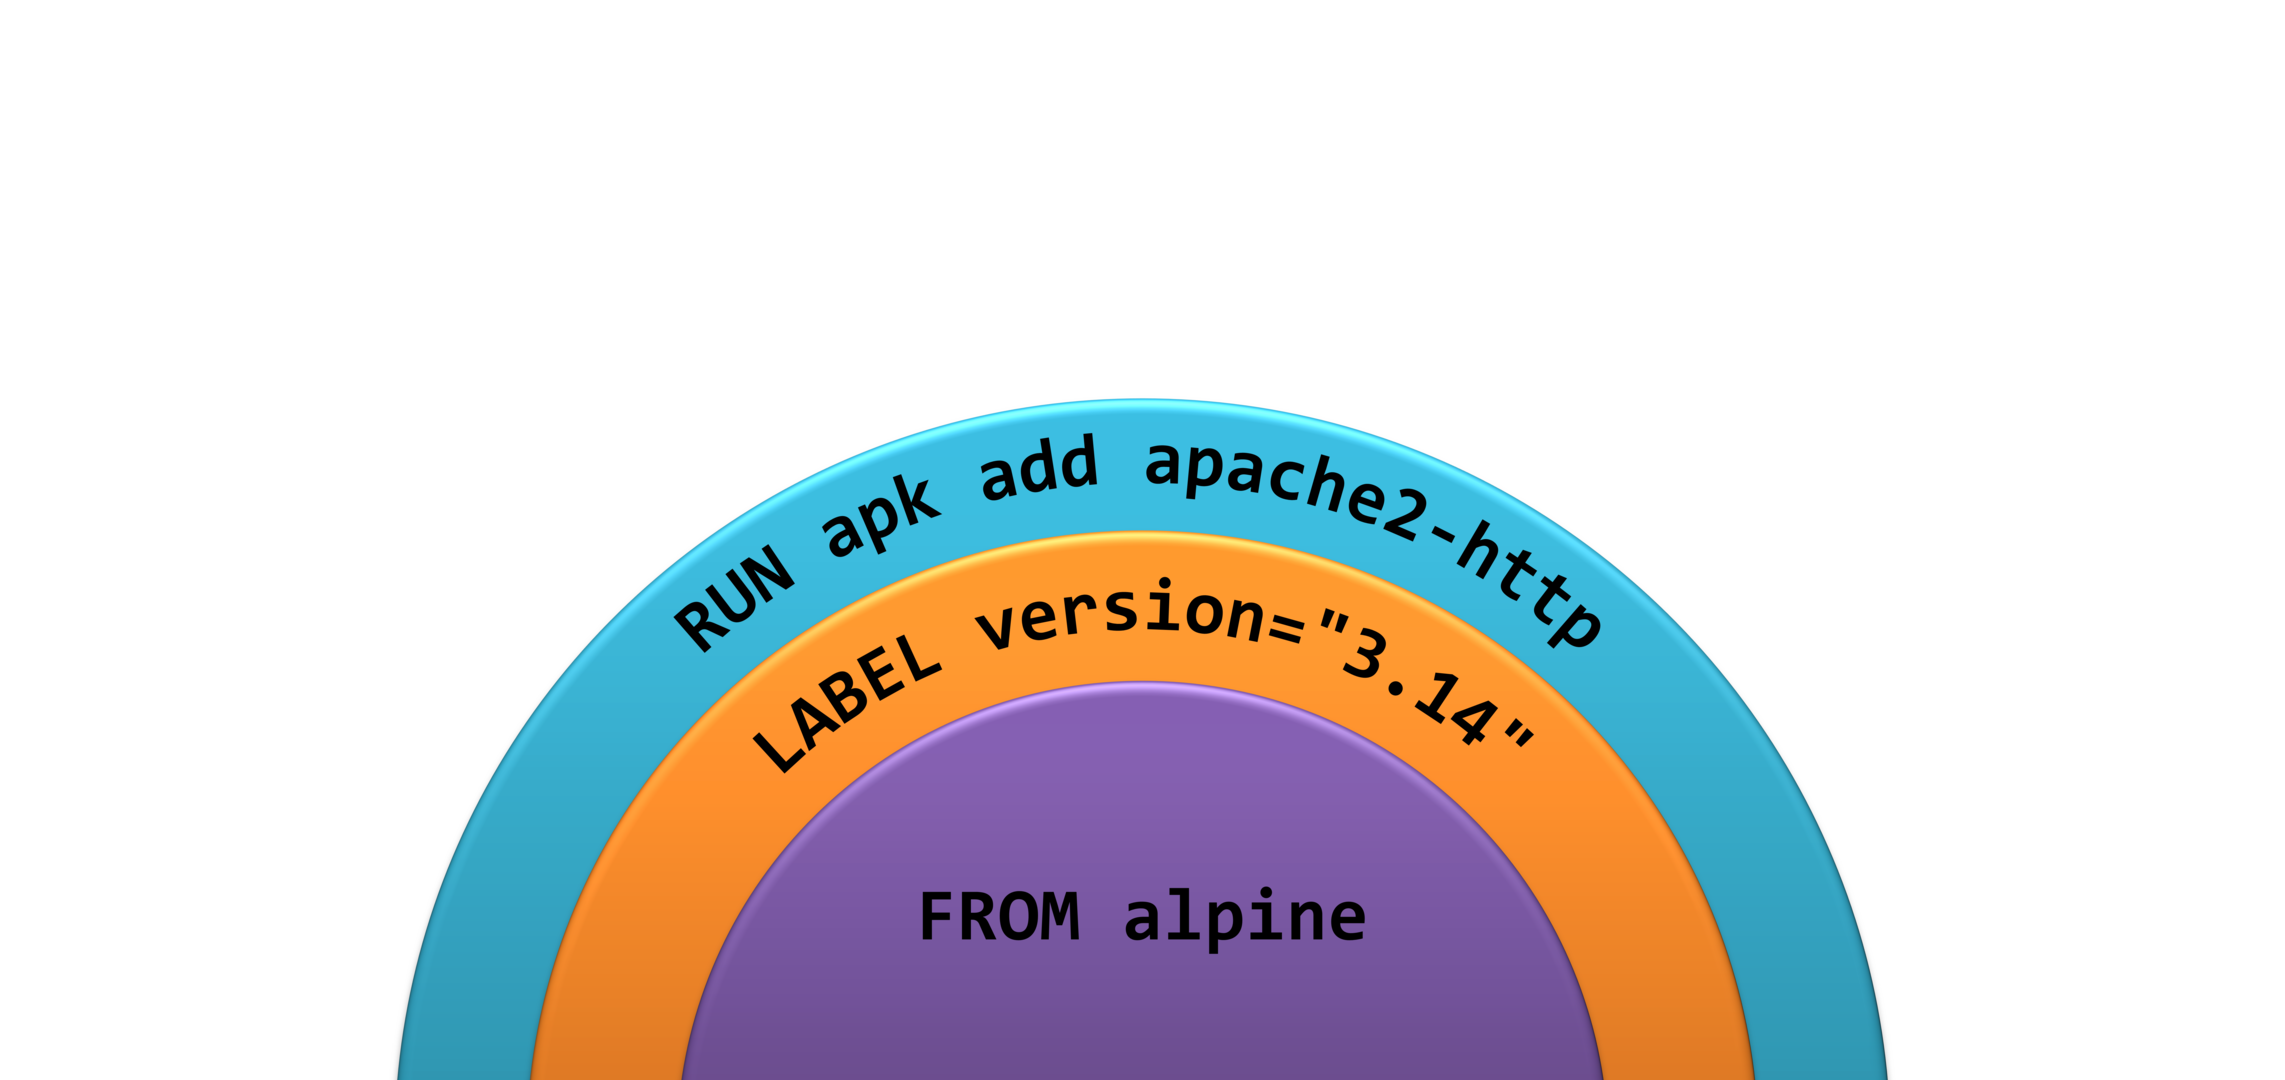 RUN apk add apache2-http
LABEL version="3.14"
FROM alpine